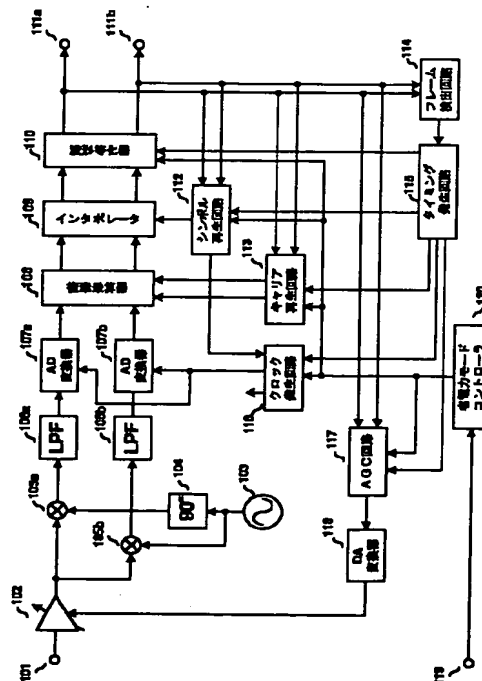 101
102
103
104
90°
105a
105b
106a
LPF
106b
LPF
107a
AD
変換器
107b
AD
変換器
108
複素乗算器
109
インタポレータ
110
波形等化器
111a
111b
112
シンボル
再生回路
113
キャリア
再生回路
114
フレーム
検出回路
115
タイミング
発生回路
116
クロック
発生回路
117
AGC回路
118
DA
変換器
119
120
省電力モード
コントローラ